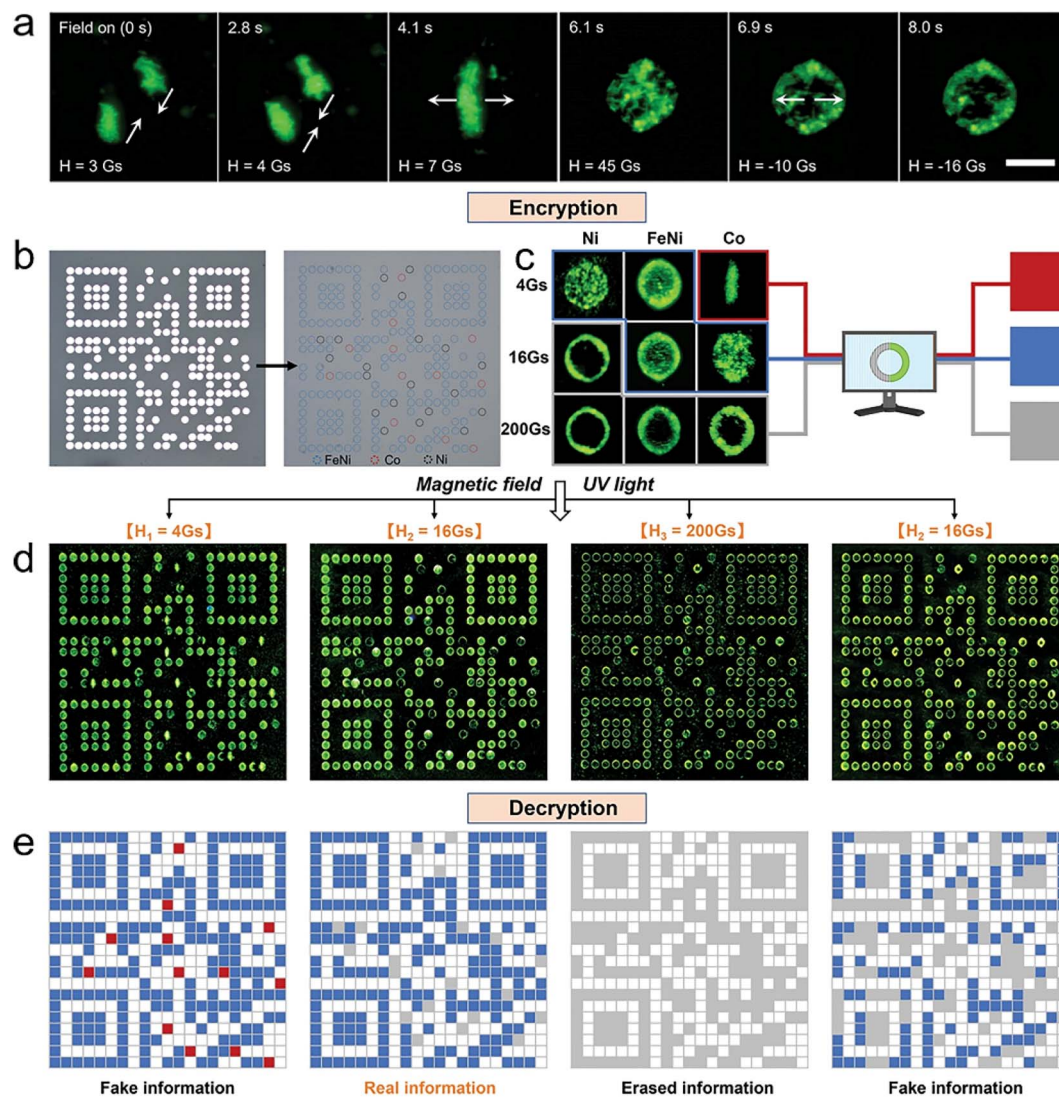 a
Field on (0 s)
2.8 s
4.1 s
6.1 s
6.9 s
8.0 s
H = 3 Gs
H = 4 Gs
H = 7 Gs
H = 45 Gs
H = -10 Gs
H = -16 Gs
Encryption
b
FeNi
Co
Ni
c
Ni
FeNi
Co
4Gs
16Gs
200Gs
Magnetic field
UV light
【H₁ = 4Gs】
【H₂ = 16Gs】
【H₃ = 200Gs】
【H₂ = 16Gs】
d
Decryption
e
Fake information
Real information
Erased information
Fake information